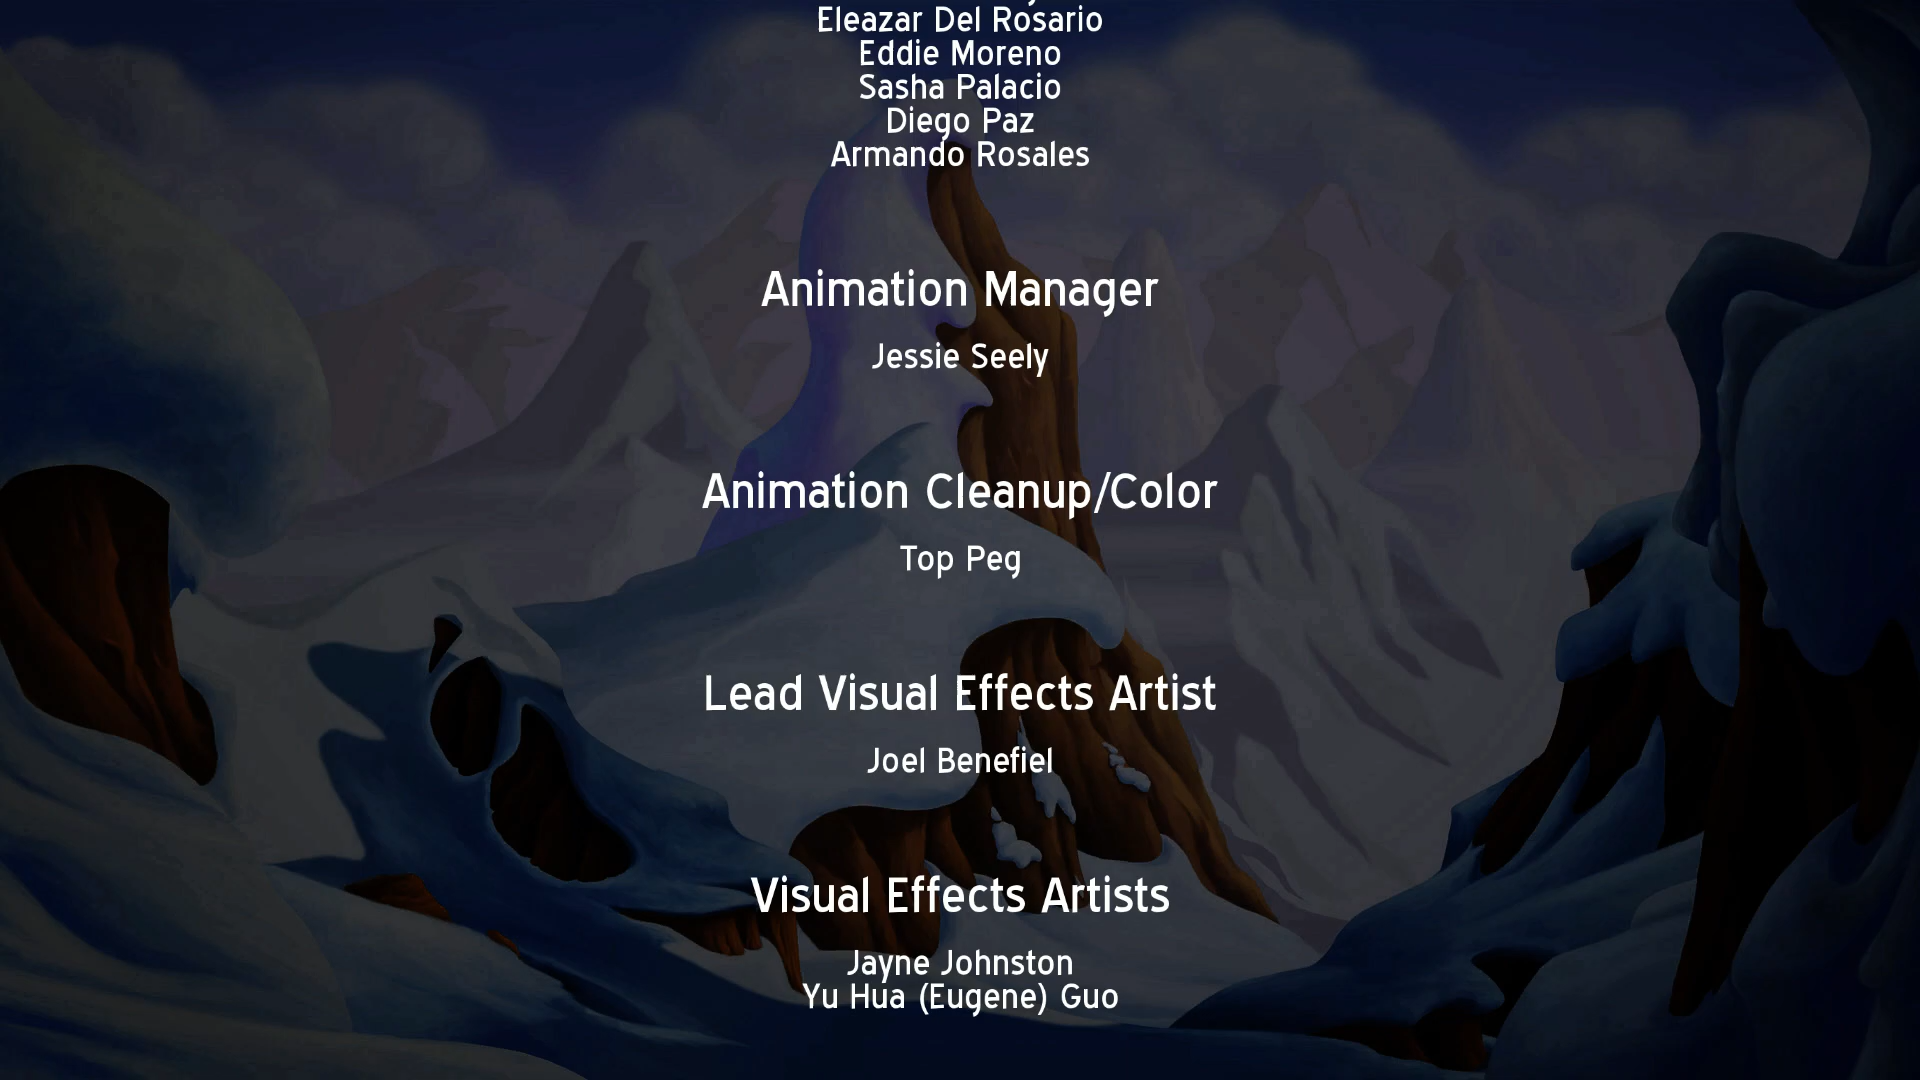 Eleazar Del Rosario
Eddie Moreno
Sasha Palacio
Diego Paz
Armando Rosales
Animation Manager
Jessie Seely
Animation Cleanup/Color
Top Peg
Lead Visual Effects Artist
Joel Benefiel
Visual Effects Artists
Jayne Johnston
Yu Hua (Eugene) Guo